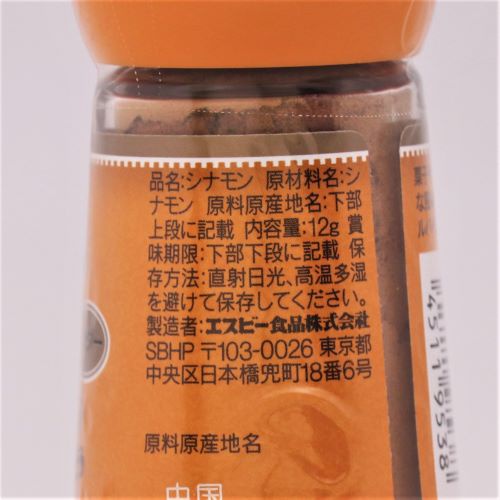 品名:シナモン 原材料名:シ
ナモン 原料原産地名:下部
上段に記載 内容量:12g 賞
味期限:下部下段に記載 保
存方法:直射日光、高温多湿
を避けて保存してください。
製造者:エスビー食品株式会社
SBHP 〒103-0026 東京都
中央区日本橋兜町18番6号
原料原産地名
中国